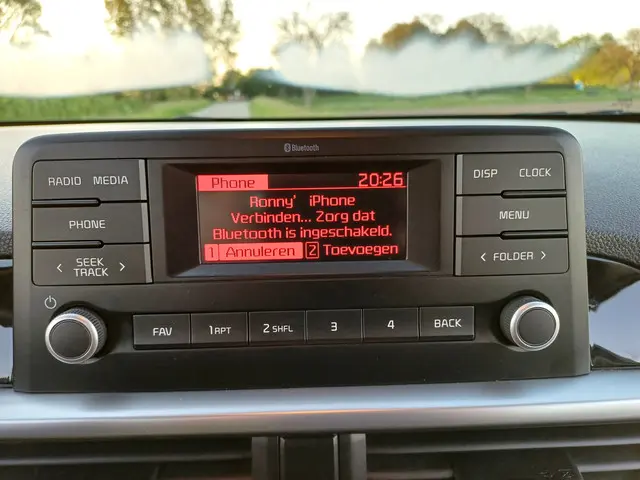 Bluetooth
RADIO MEDIA
PHONE
< SEEK TRACK >
Phone 20:26
Ronny' iPhone
Verbinden... Zorg dat
Bluetooth is ingeschakeld.
1 Annuleren 2 Toevoegen
DISP CLOCK
MENU
< FOLDER >
FAV 1 RPT 2 SHFL 3 4 BACK